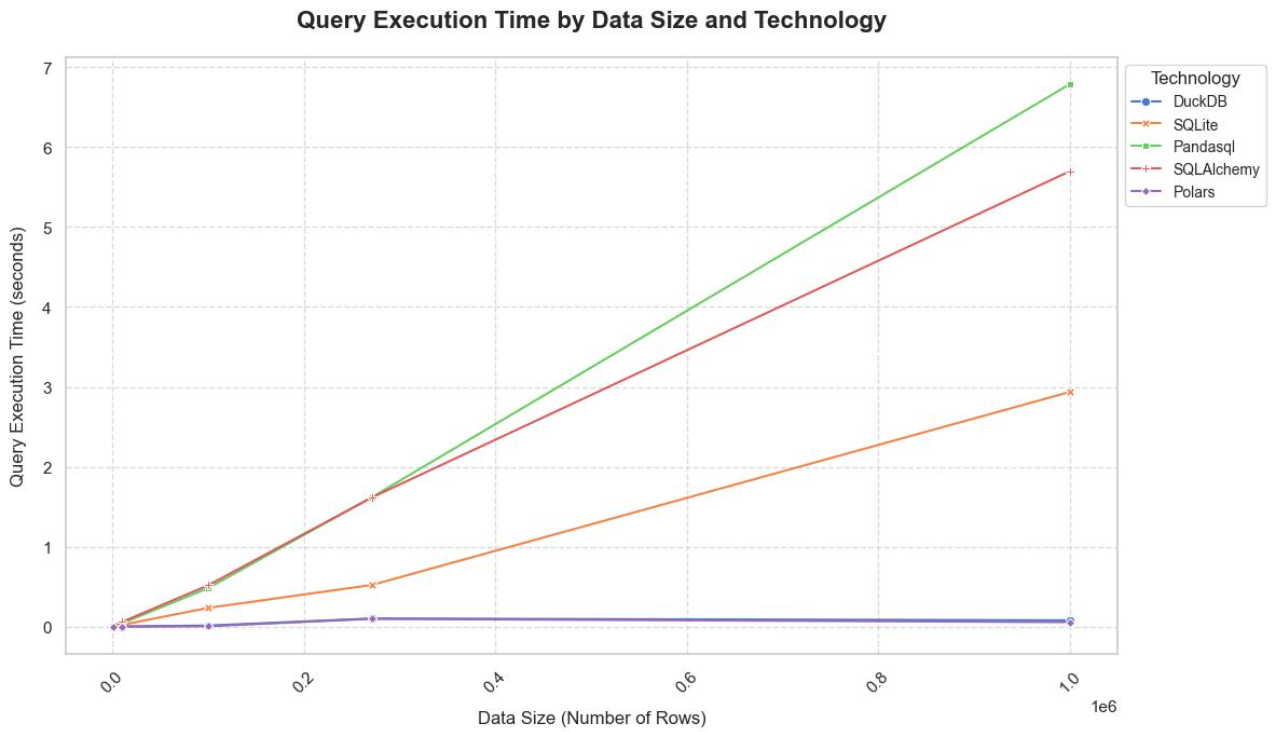 Query Execution Time by Data Size and Technology
Query Execution Time (seconds)
7
6
5
4
3
2
1
0
0.0
0.2
0.4
0.6
0.8
1.0
1e6
Data Size (Number of Rows)
Technology
DuckDB
SQLite
Pandasql
SQLAlchemy
Polars